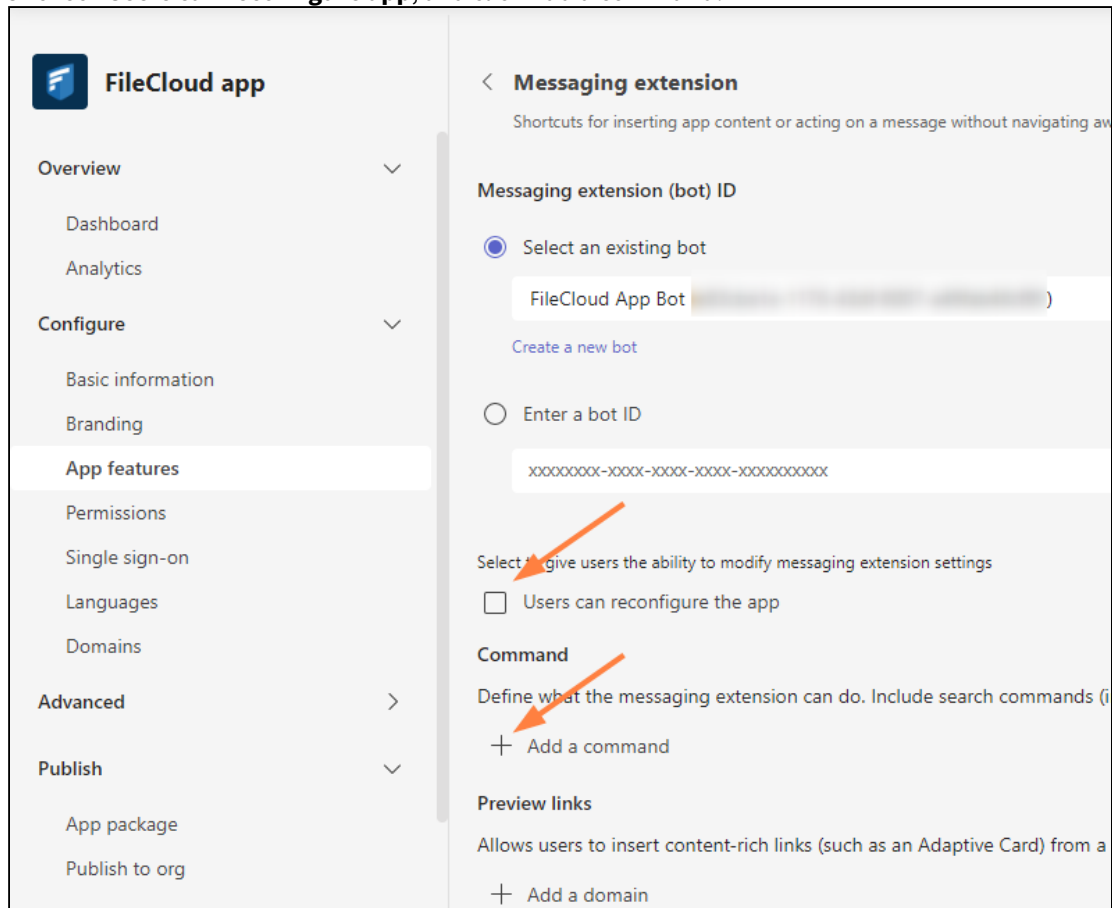 FileCloud app
Overview
Dashboard
Analytics
Configure
Basic information
Branding
App features
Permissions
Single sign-on
Languages
Domains
Advanced
Publish
App package
Publish to org
Messaging extension
Shortcuts for inserting app content or acting on a message without navigating aw
Messaging extension (bot) ID
Select an existing bot
FileCloud App Bot )
Create a new bot
Enter a bot ID
xxxxxxxx-xxxx-xxxx-xxxx-xxxxxxxxxx
Select to give users the ability to modify messaging extension settings
Users can reconfigure the app
Command
Define what the messaging extension can do. Include search commands (i
Add a command
Preview links
Allows users to insert content-rich links (such as an Adaptive Card) from a
Add a domain